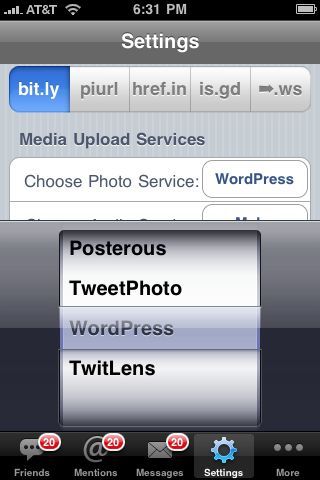 AT&T 6:31 PM
Settings
bit.ly piurl href.in is.gd ➡.ws
Media Upload Services
Choose Photo Service: WordPress
Posterous
TweetPhoto
WordPress
TwitLens
20 20 20
Friends Mentions Messages Settings More